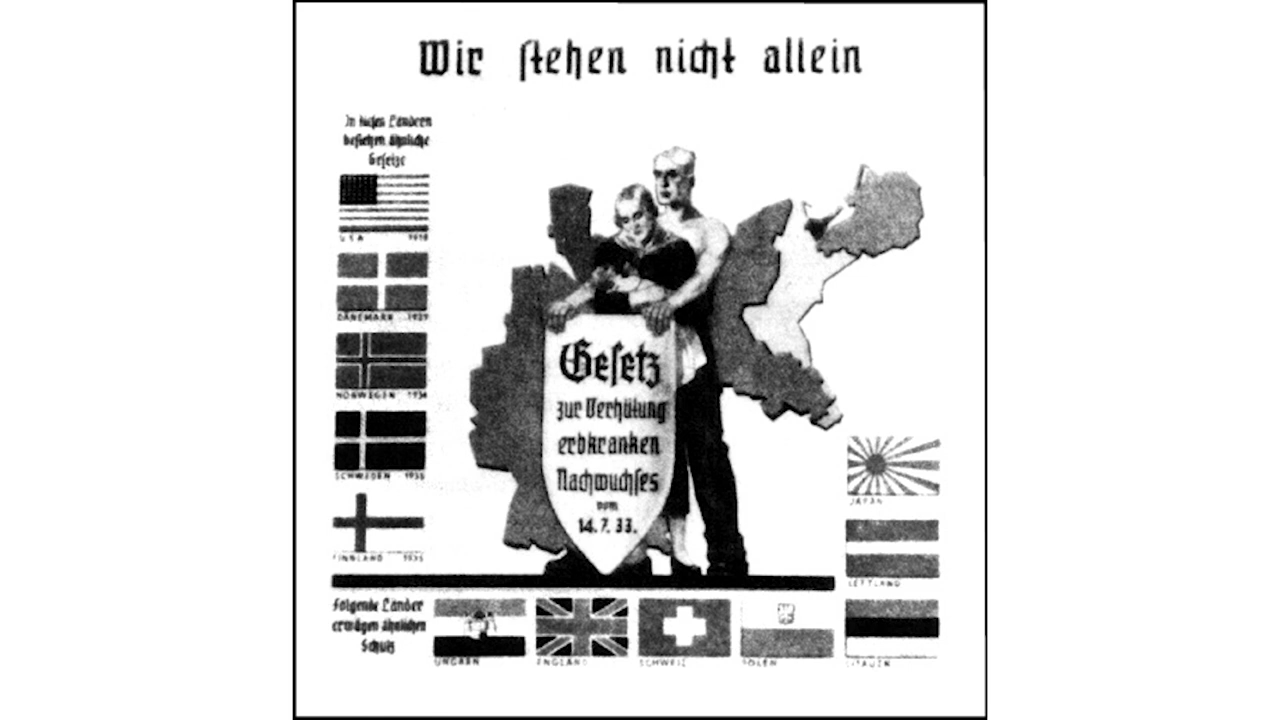 Wir stehen nicht allein
In diesen Ländern
bestehen ähnliche
Gesetze
USA
DÄNEMARK 1929
NORWEGEN 1934
SCHWEDEN 1935
FINNLAND 1935
Gesetz
zur Verhütung
erbkranken
Nachwuchses
vom
14. 7. 33.
JAPAN
LETTLAND
Folgende Länder
erwägen ähnlichen
Schutz
UNGARN
ENGLAND
SCHWEIZ
POLEN
LITAUEN